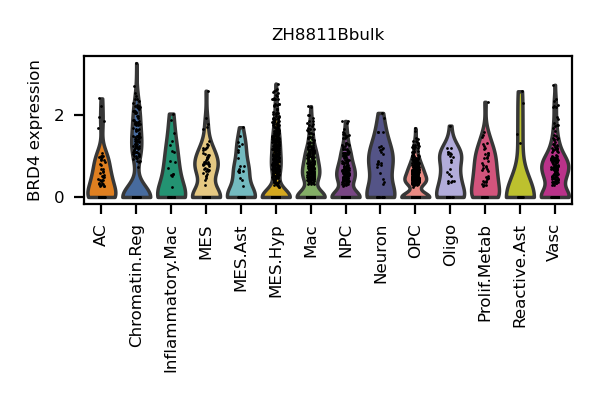 ZH8811Bbulk
BRD4 expression
2
0
AC
Chromatin.Reg
Inflammatory.Mac
MES
MES.Ast
MES.Hyp
Mac
NPC
Neuron
OPC
Oligo
Prolif.Metab
Reactive.Ast
Vasc